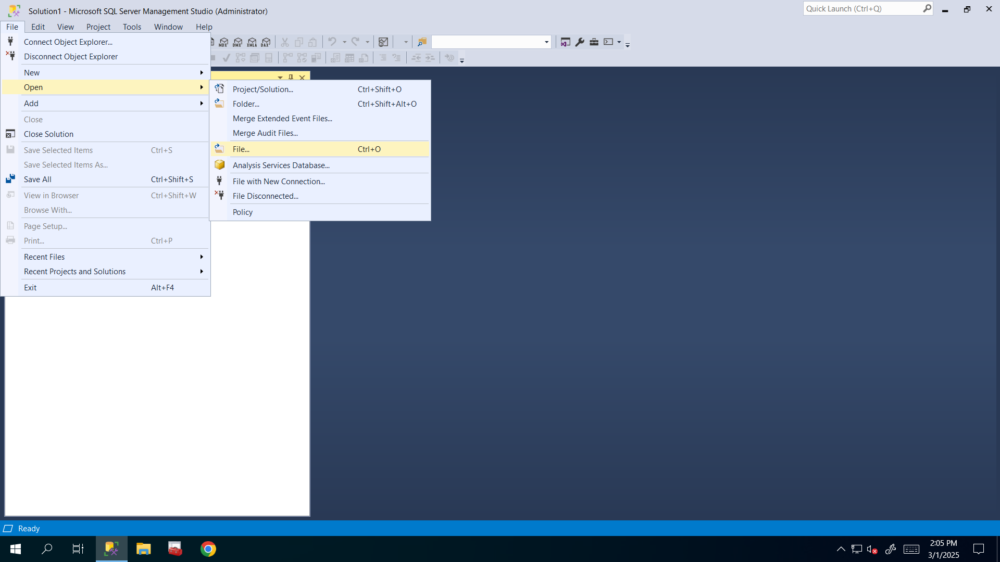 Solution1 - Microsoft SQL Server Management Studio (Administrator)
Quick Launch (Ctrl+Q)
File Edit View Project Tools Window Help
MDX DMX XMLA DAX
Connect Object Explorer...
Disconnect Object Explorer
New
Open
Add
Close
Close Solution
Save Selected Items Ctrl+S
Save Selected Items As...
Save All Ctrl+Shift+S
View in Browser Ctrl+Shift+W
Browse With...
Page Setup...
Print... Ctrl+P
Recent Files
Recent Projects and Solutions
Exit Alt+F4
Project/Solution... Ctrl+Shift+O
Folder... Ctrl+Shift+Alt+O
Merge Extended Event Files...
Merge Audit Files...
File... Ctrl+O
Analysis Services Database...
File with New Connection...
File Disconnected...
Policy
Ready
2:05 PM
3/1/2025